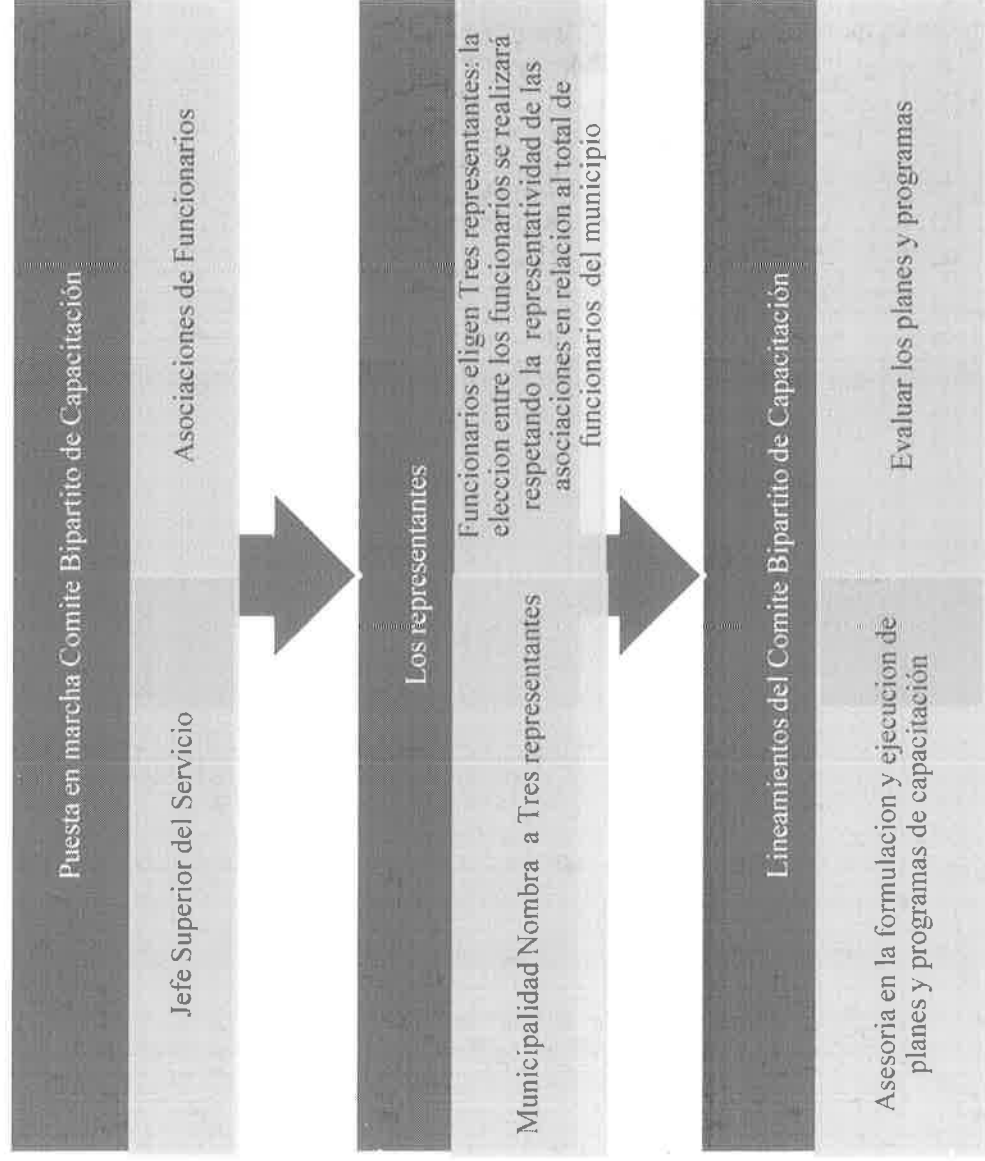 Puesta en marcha Comite Bipartito de Capacitación
Jefe Superior del Servicio
Asociaciones de Funcionarios
Los representantes
Municipalidad Nombra a Tres representantes
Funcionarios eligen Tres representantes: la
eleccion entre los funcionarios se realizará
respetando la representatividad de las
asociaciones en relacion al total de
funcionarios del municipio
Lineamientos del Comite Bipartito de Capacitación
Asesoria en la formulacion y ejecucion de
planes y programas de capacitación
Evaluar los planes y programas